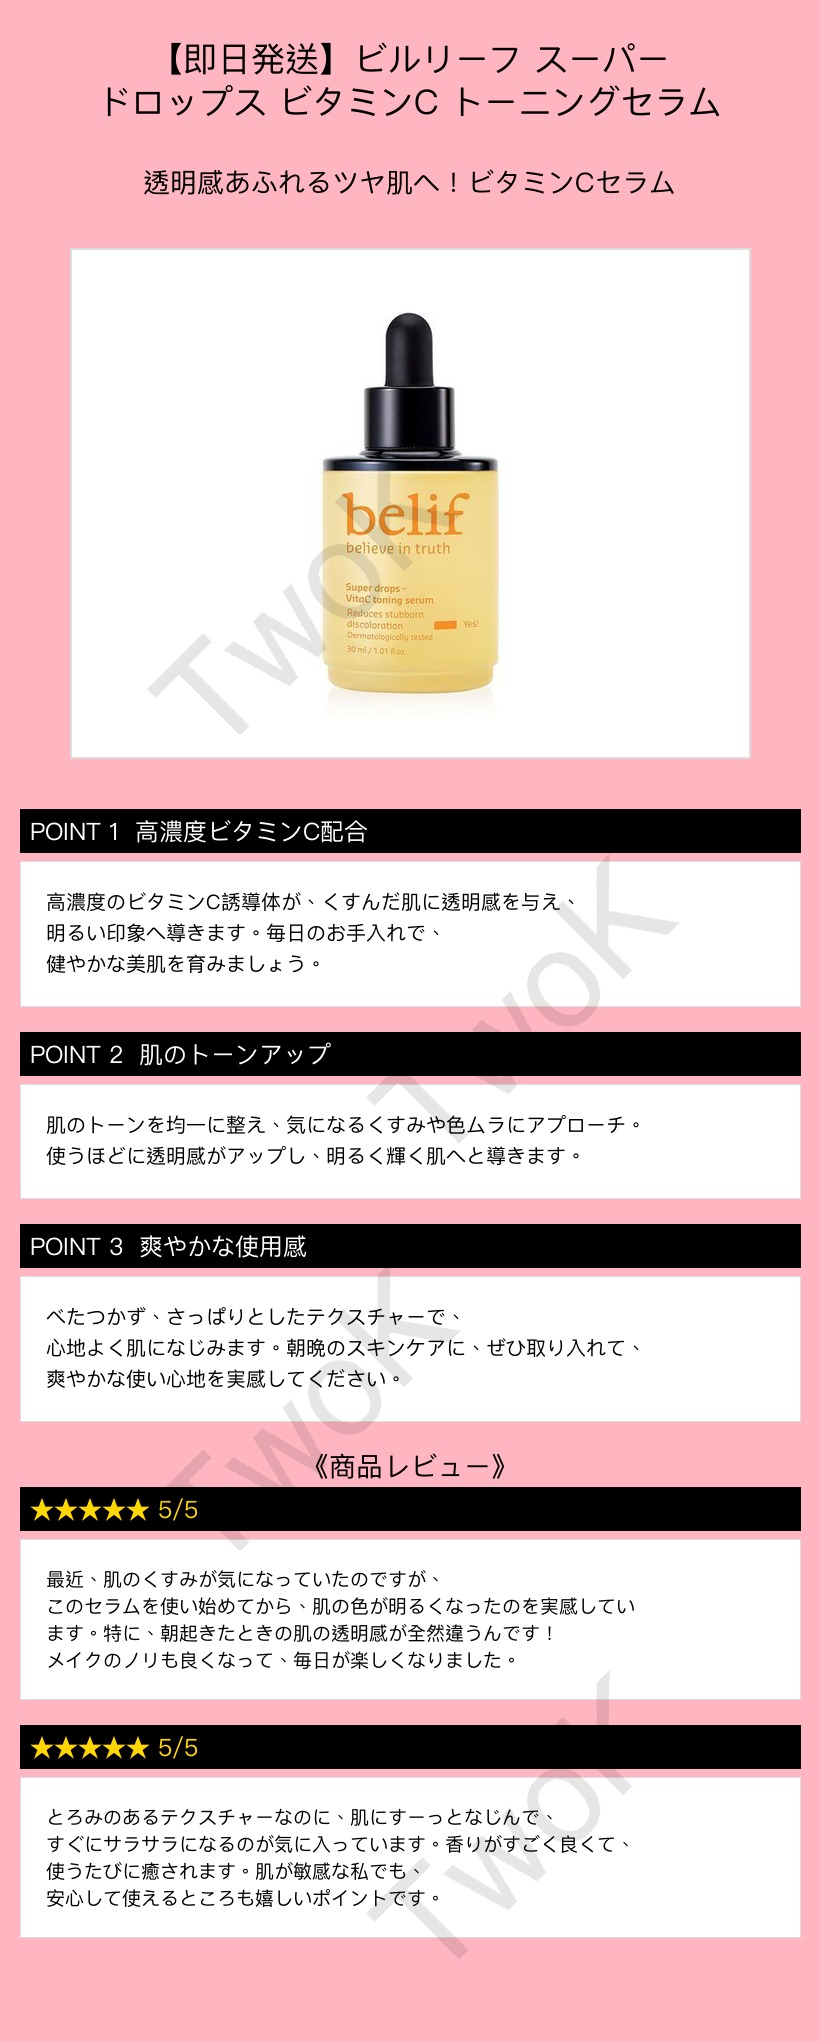 【即日発送】ビルリーフ スーパー
ドロップス ビタミンC トーニングセラム
透明感あふれるツヤ肌へ！ビタミンCセラム
belif
believe in truth
Super drops -
VitaC toning serum
Reduces stubborn
discoloration
Yes!
Dermatologically tested
30 ml / 1.01 fl.oz.
TwoK
POINT 1 高濃度ビタミンC配合
高濃度のビタミンC誘導体が、くすんだ肌に透明感を与え、
明るい印象へ導きます。毎日のお手入れで、
健やかな美肌を育みましょう。
TwoK
POINT 2 肌のトーンアップ
肌のトーンを均一に整え、気になるくすみや色ムラにアプローチ。
使うほどに透明感がアップし、明るく輝く肌へと導きます。
POINT 3 爽やかな使用感
べたつかず、さっぱりとしたテクスチャーで、
心地よく肌になじみます。朝晩のスキンケアに、ぜひ取り入れて、
爽やかな使い心地を実感してください。
TwoK
《商品レビュー》
★★★★★ 5/5
最近、肌のくすみが気になっていたのですが、
このセラムを使い始めてから、肌の色が明るくなったのを実感してい
ます。特に、朝起きたときの肌の透明感が全然違うんです！
メイクのノリも良くなって、毎日が楽しくなりました。
★★★★★ 5/5
とろみのあるテクスチャーなのに、肌にすーっとなじんで、
すぐにサラサラになるのが気に入っています。香りがすごく良くて、
使うたびに癒されます。肌が敏感な私でも、
安心して使えるところも嬉しいポイントです。
TwoK